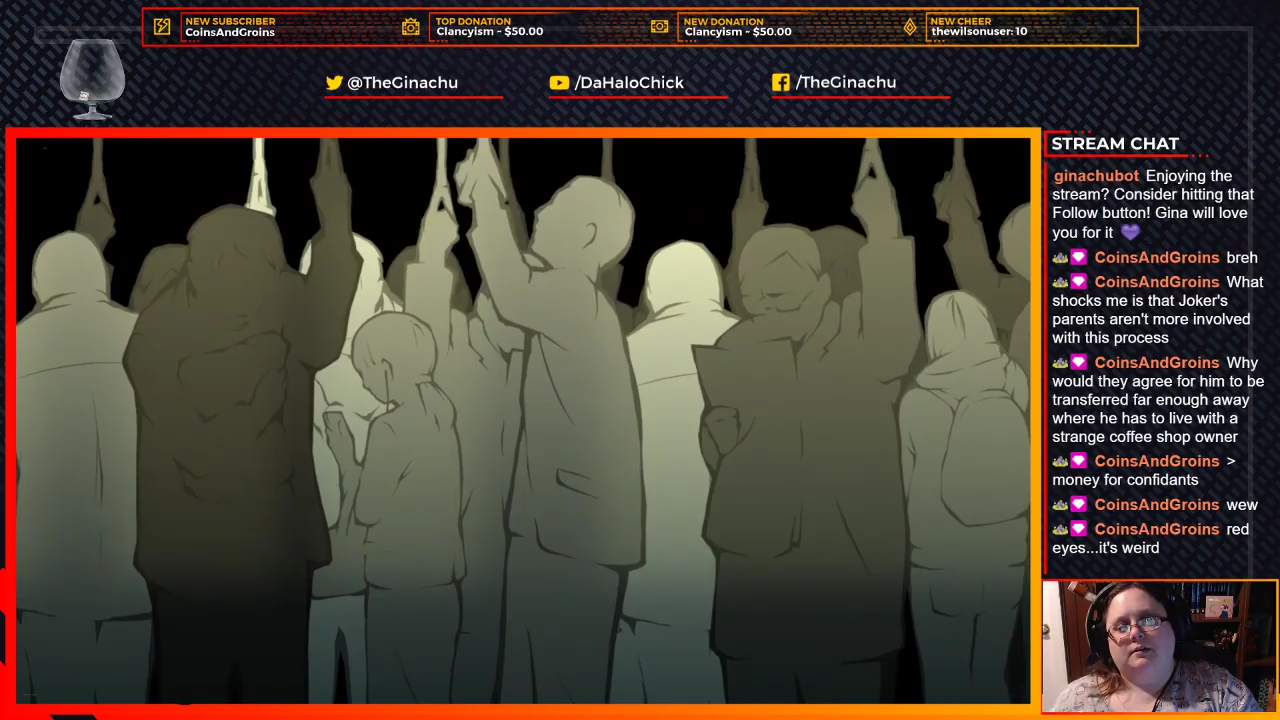 NEW SUBSCRIBER
CoinsAndGroins
TOP DONATION
Clancyism - $50.00
NEW DONATION
Clancyism - $50.00
NEW CHEER
thewilsonuser: 10
@TheGinachu
/DaHaloChick
/TheGinachu
STREAM CHAT
ginachubot Enjoying the
stream? Consider hitting that
Follow button! Gina will love
you for it
CoinsAndGroins breh
CoinsAndGroins What
shocks me is that Joker's
parents aren't more involved
with this process
CoinsAndGroins Why
would they agree for him to be
transferred far enough away
where he has to live with a
strange coffee shop owner
CoinsAndGroins >
money for confidants
CoinsAndGroins wew
CoinsAndGroins red
eyes...it's weird